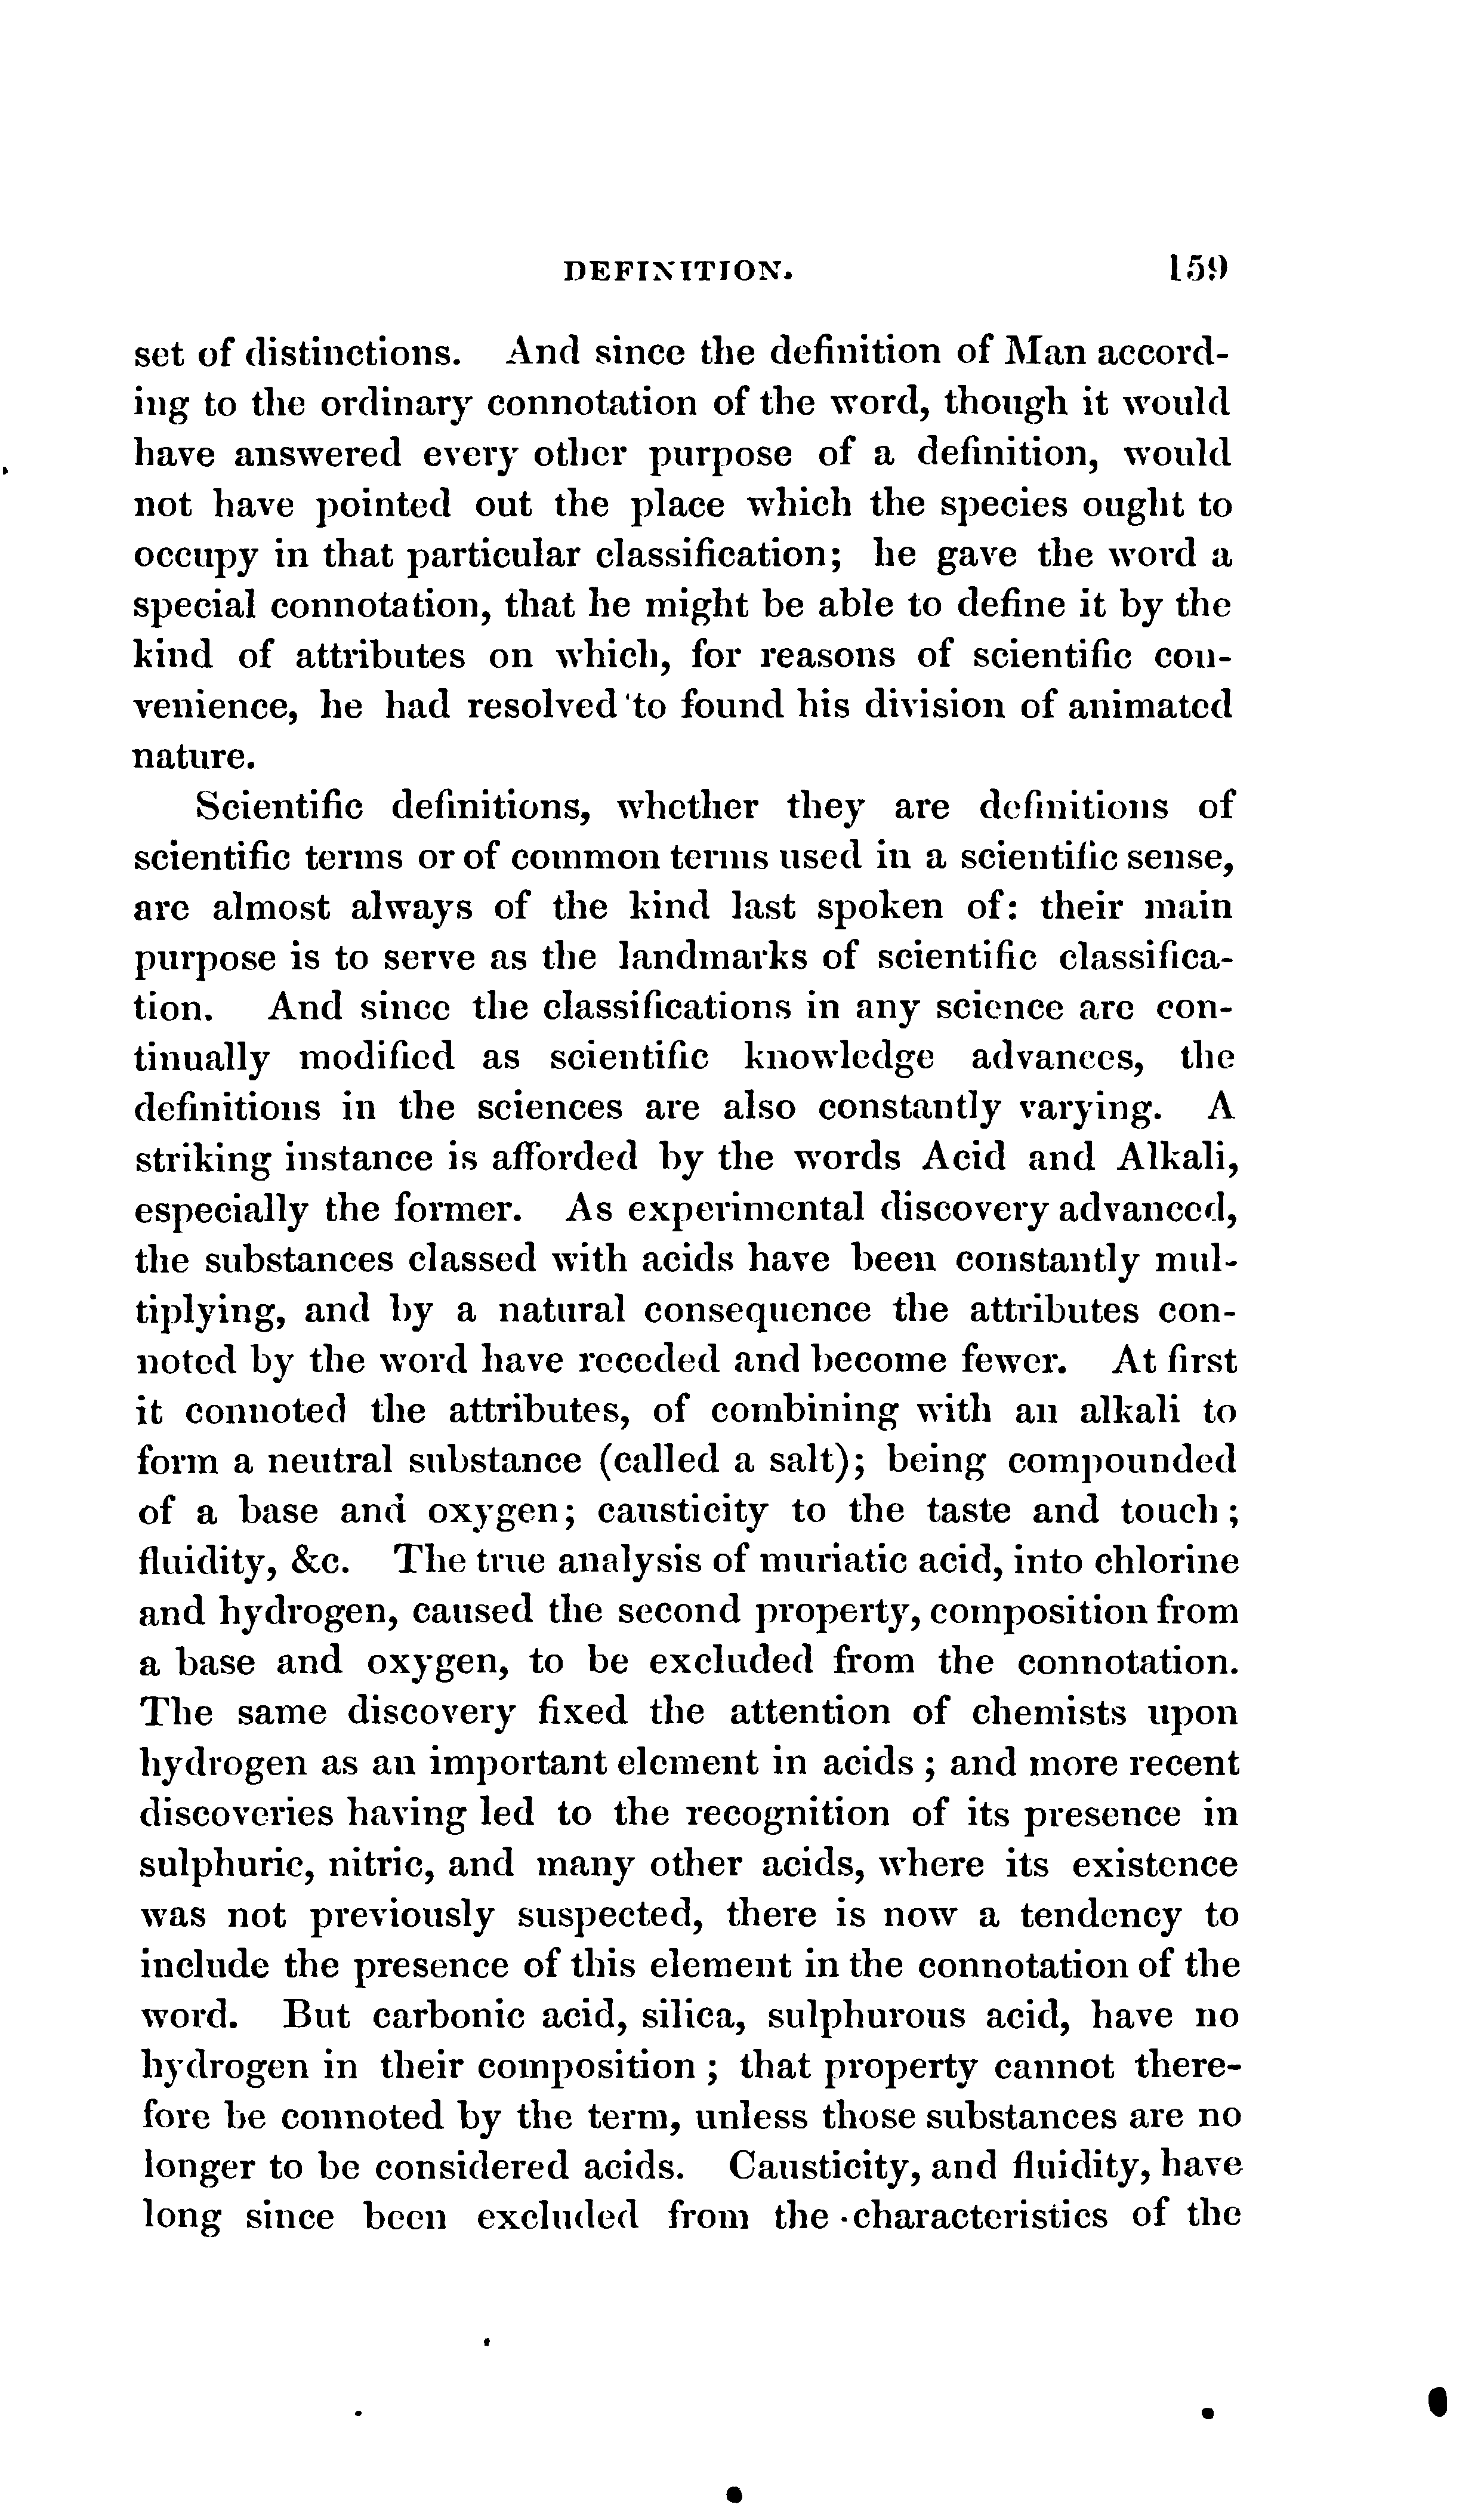 DEFINITION. 159
set of distinctions. And since the definition of Man accord-
ing to the ordinary connotation of the word, though it would
have answered every other purpose of a definition, would
not have pointed out the place which the species ought to
occupy in that particular classification; he gave the word a
special connotation, that he might be able to define it by the
kind of attributes on which, for reasons of scientific con-
venience, he had resolved to found his division of animated
nature.
Scientific definitions, whether they are definitions of
scientific terms or of common terms used in a scientific sense,
are almost always of the kind last spoken of: their main
purpose is to serve as the landmarks of scientific classifica-
tion. And since the classifications in any science are con-
tinually modified as scientific knowledge advances, the
definitions in the sciences are also constantly varying. A
striking instance is afforded by the words Acid and Alkali,
especially the former. As experimental discovery advanced,
the substances classed with acids have been constantly mul-
tiplying, and by a natural consequence the attributes con-
noted by the word have receded and become fewer. At first
it connoted the attributes, of combining with an alkali to
form a neutral substance (called a salt); being compounded
of a base and oxygen; causticity to the taste and touch;
fluidity, &c. The true analysis of muriatic acid, into chlorine
and hydrogen, caused the second property, composition from
a base and oxygen, to be excluded from the connotation.
The same discovery fixed the attention of chemists upon
hydrogen as an important element in acids; and more recent
discoveries having led to the recognition of its presence in
sulphuric, nitric, and many other acids, where its existence
was not previously suspected, there is now a tendency to
include the presence of this element in the connotation of the
word. But carbonic acid, silica, sulphurous acid, have no
hydrogen in their composition; that property cannot there-
fore be connoted by the term, unless those substances are no
longer to be considered acids. Causticity, and fluidity, have
long since been excluded from the characteristics of the